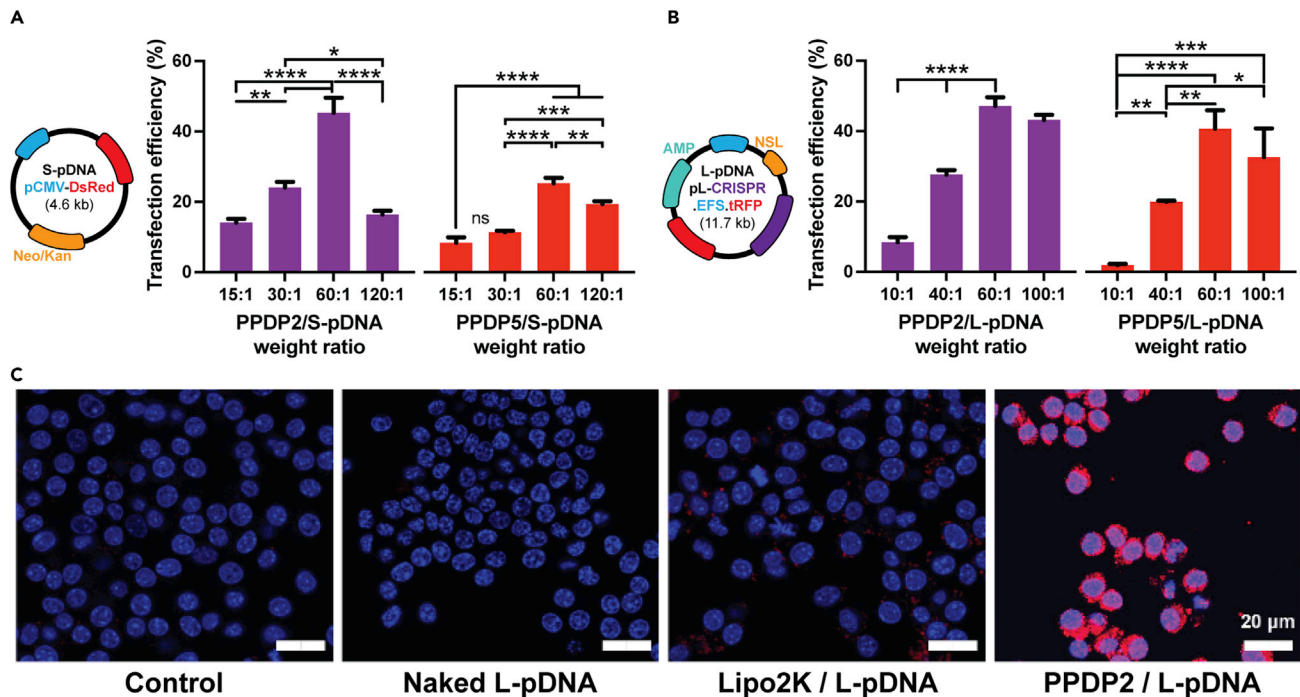 A
S-pDNA
pCMV-DsRed
(4.6 kb)
Neo/Kan
Transfection efficiency (%)
60
40
20
0
*
**** ****
**
15:1 30:1 60:1 120:1
PPDP2/S-pDNA
weight ratio
****
***
**** **
ns
15:1 30:1 60:1 120:1
PPDP5/S-pDNA
weight ratio
B
AMP
NSL
L-pDNA
pL-CRISPR
.EFS.tRFP
(11.7 kb)
Transfection efficiency (%)
60
40
20
0
****
10:1 40:1 60:1 100:1
PPDP2/L-pDNA
weight ratio
***
****
*
** **
10:1 40:1 60:1 100:1
PPDP5/L-pDNA
weight ratio
C
20 µm
Control
Naked L-pDNA
Lipo2K / L-pDNA
PPDP2 / L-pDNA